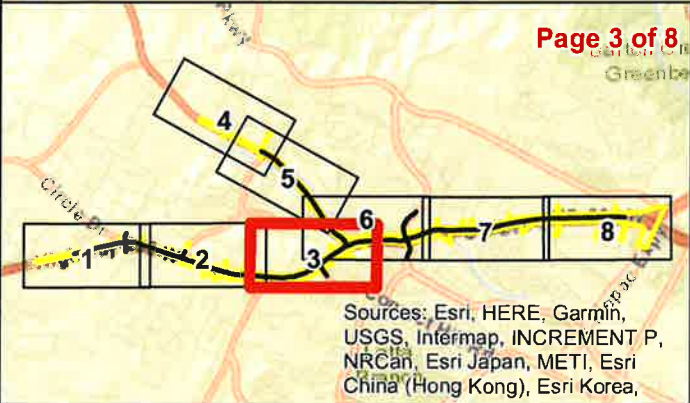 Page 3 of 8
Greenbe
4
5
Circle Dr
6
7
8
1
2
3
Sources: Esri, HERE, Garmin,
USGS, Intermap, INCREMENT P,
NRCan, Esri Japan, METI, Esri
China (Hong Kong), Esri Korea,